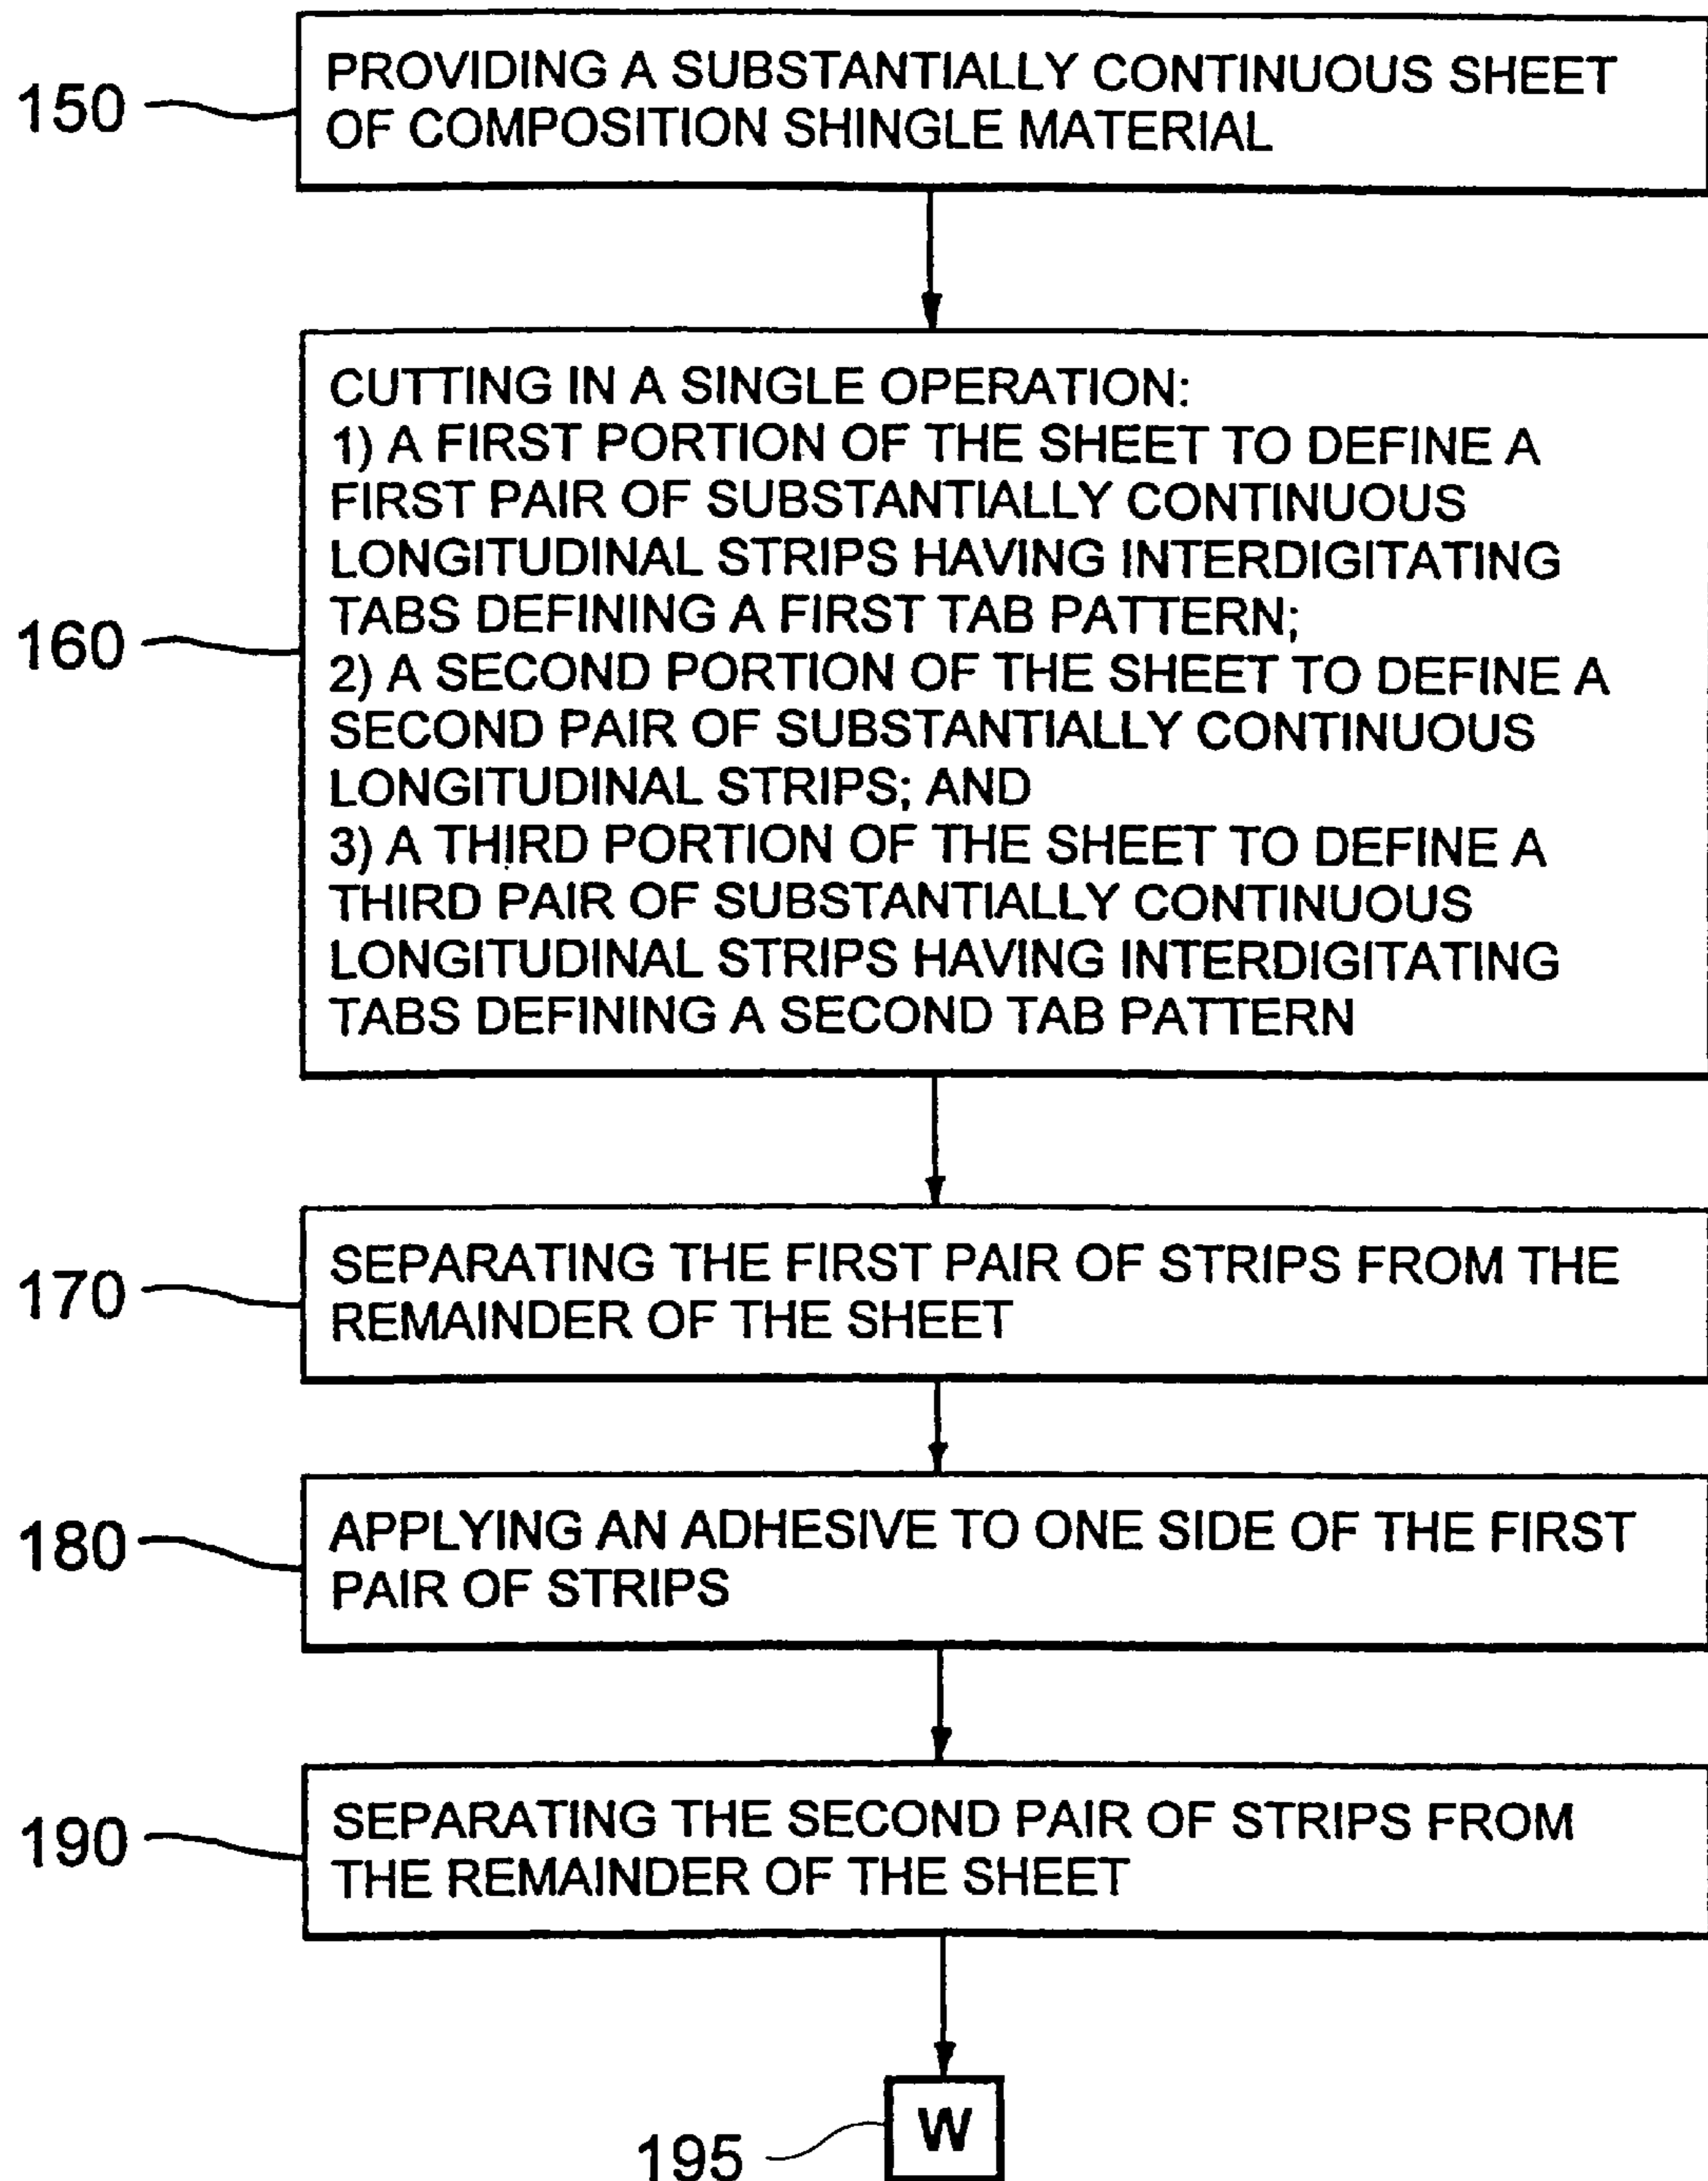 150
PROVIDING A SUBSTANTIALLY CONTINUOUS SHEET
OF COMPOSITION SHINGLE MATERIAL
160
CUTTING IN A SINGLE OPERATION:
1) A FIRST PORTION OF THE SHEET TO DEFINE A
FIRST PAIR OF SUBSTANTIALLY CONTINUOUS
LONGITUDINAL STRIPS HAVING INTERDIGITATING
TABS DEFINING A FIRST TAB PATTERN;
2) A SECOND PORTION OF THE SHEET TO DEFINE A
SECOND PAIR OF SUBSTANTIALLY CONTINUOUS
LONGITUDINAL STRIPS; AND
3) A THIRD PORTION OF THE SHEET TO DEFINE A
THIRD PAIR OF SUBSTANTIALLY CONTINUOUS
LONGITUDINAL STRIPS HAVING INTERDIGITATING
TABS DEFINING A SECOND TAB PATTERN
170
SEPARATING THE FIRST PAIR OF STRIPS FROM THE
REMAINDER OF THE SHEET
180
APPLYING AN ADHESIVE TO ONE SIDE OF THE FIRST
PAIR OF STRIPS
190
SEPARATING THE SECOND PAIR OF STRIPS FROM
THE REMAINDER OF THE SHEET
195
W